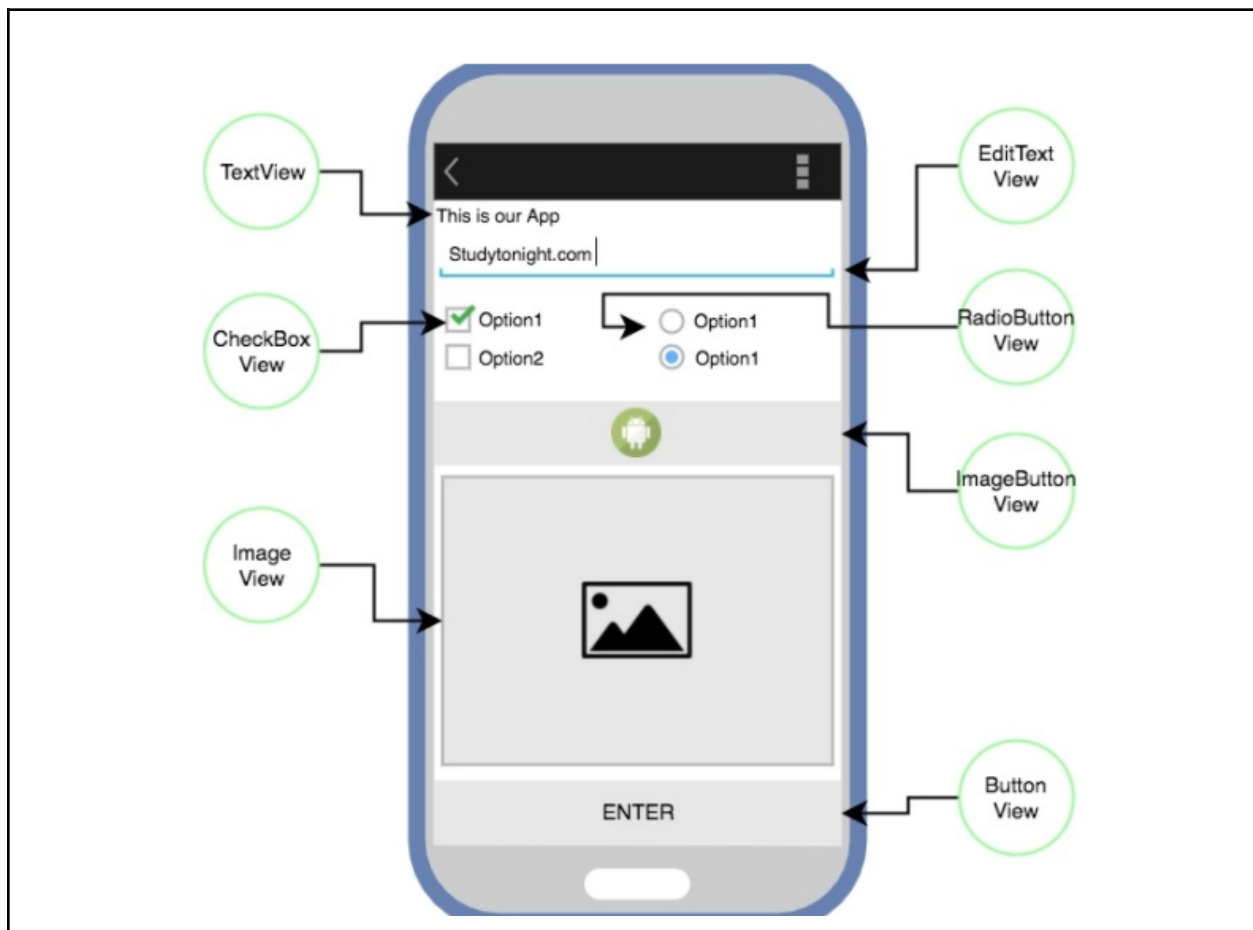 TextView
EditText
View
This is our App
Studytonight.com
CheckBox
View
Option1
Option2
Option1
Option1
RadioButton
View
ImageButton
View
Image
View
ENTER
Button
View